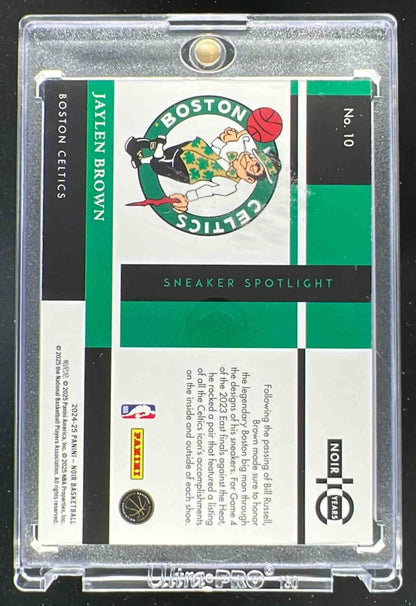 No. 10
BOSTON
CELTICS
JAYLEN BROWN
BOSTON CELTICS
SNEAKER SPOTLIGHT
NOIR
10
YEARS
Following the passing of Bill Russell,
Brown made sure to honor
the legendary Boston big man through
the designs of his sneakers. For Game 4
of the 2023 East finals against the Heat,
he rocked a pair that featured a listing
of all the Celtics icon's accomplishments
on the inside and outside of each shoe.
NBA
PANINI
2024-25 PANINI - NOIR BASKETBALL
© 2025 Panini America, Inc. © 2025 NBA Properties, Inc.
© 2025 the National Basketball Players Association. All rights reserved.
Ultra·PRO®